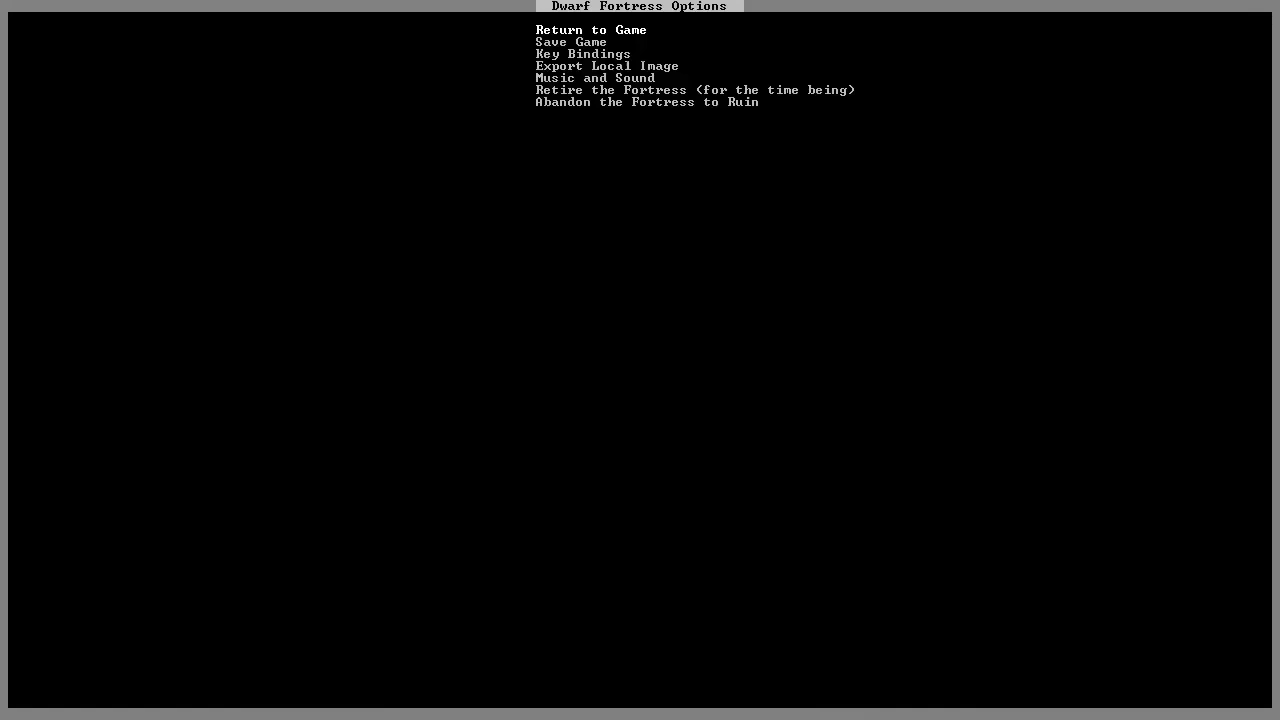 Dwarf Fortress Options
Return to Game
Save Game
Key Bindings
Export Local Image
Music and Sound
Retire the Fortress (for the time being)
Abandon the Fortress to Ruin